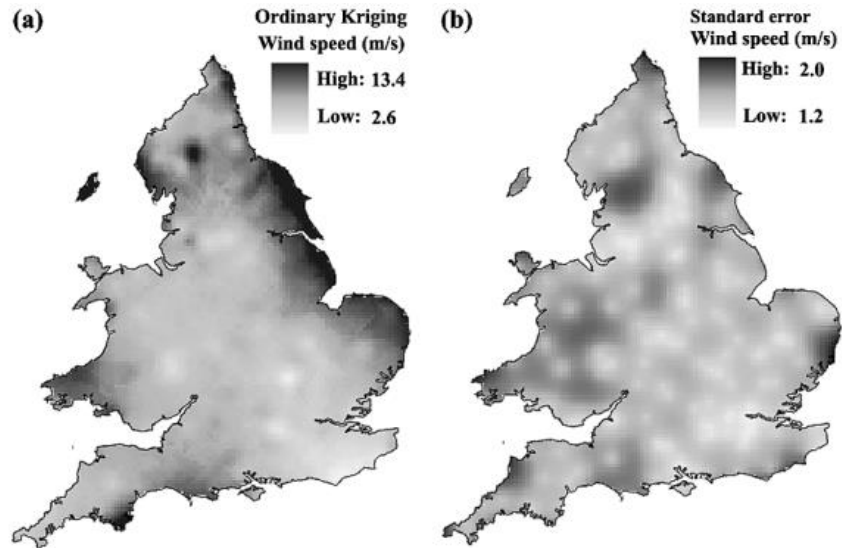 (a)
Ordinary Kriging
Wind speed (m/s)
High: 13.4
Low: 2.6
(b)
Standard error
Wind speed (m/s)
High: 2.0
Low: 1.2